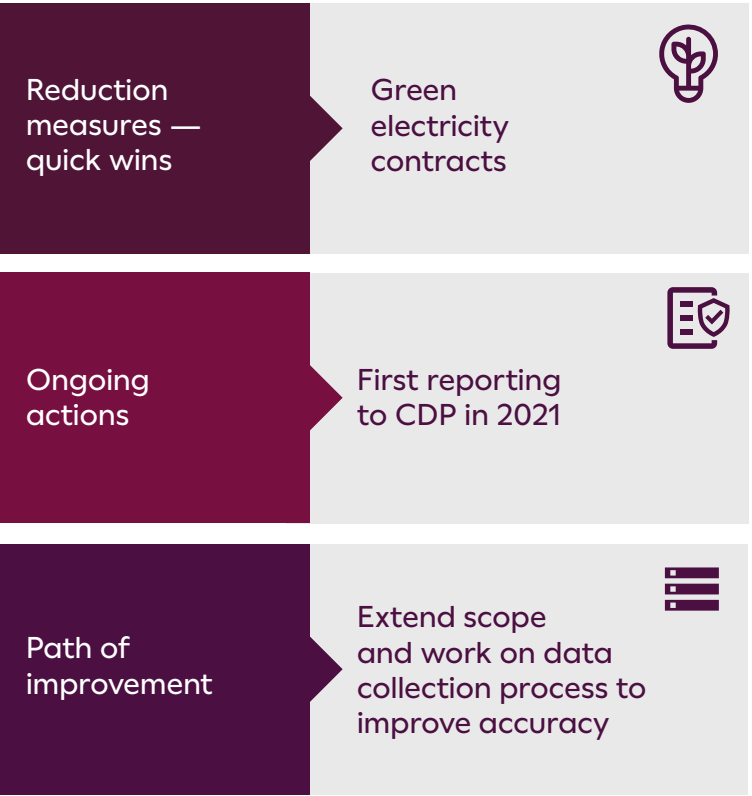 Reduction
measures —
quick wins
Green
electricity
contracts
Ongoing
actions
First reporting
to CDP in 2021
Path of
improvement
Extend scope
and work on data
collection process to
improve accuracy